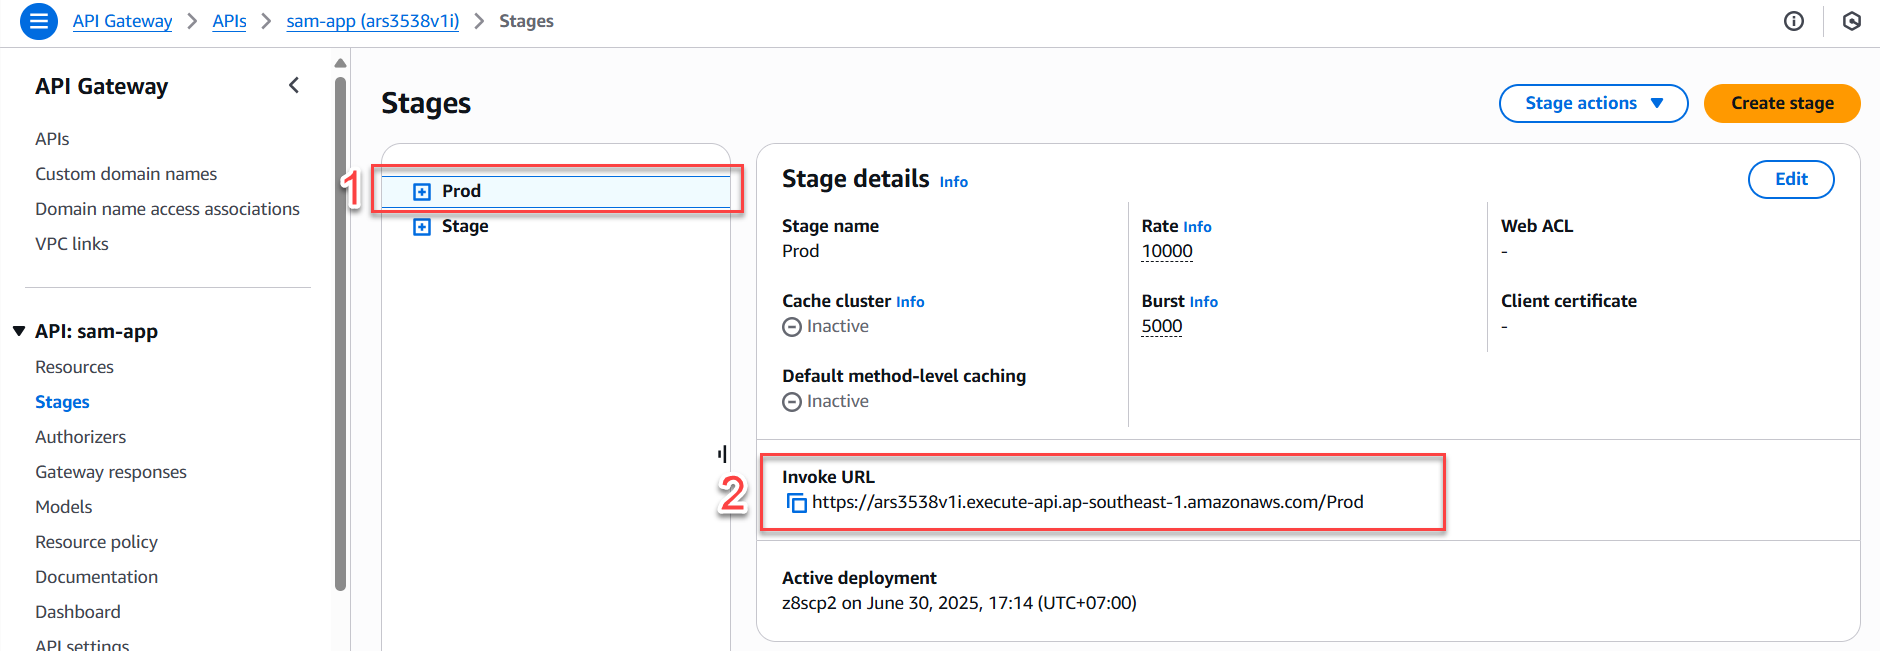 API Gateway > APIs > sam-app (ars3538v1i) > Stages
API Gateway
APIs
Custom domain names
Domain name access associations
VPC links
API: sam-app
Resources
Stages
Authorizers
Gateway responses
Models
Resource policy
Documentation
Dashboard
API settings
Stages
Stage actions
Create stage
1
Prod
Stage
Stage details Info
Edit
Stage name
Prod
Rate Info
10000
Web ACL
-
Cache cluster Info
Inactive
Burst Info
5000
Client certificate
-
Default method-level caching
Inactive
2
Invoke URL
https://ars3538v1i.execute-api.ap-southeast-1.amazonaws.com/Prod
Active deployment
z8scp2 on June 30, 2025, 17:14 (UTC+07:00)